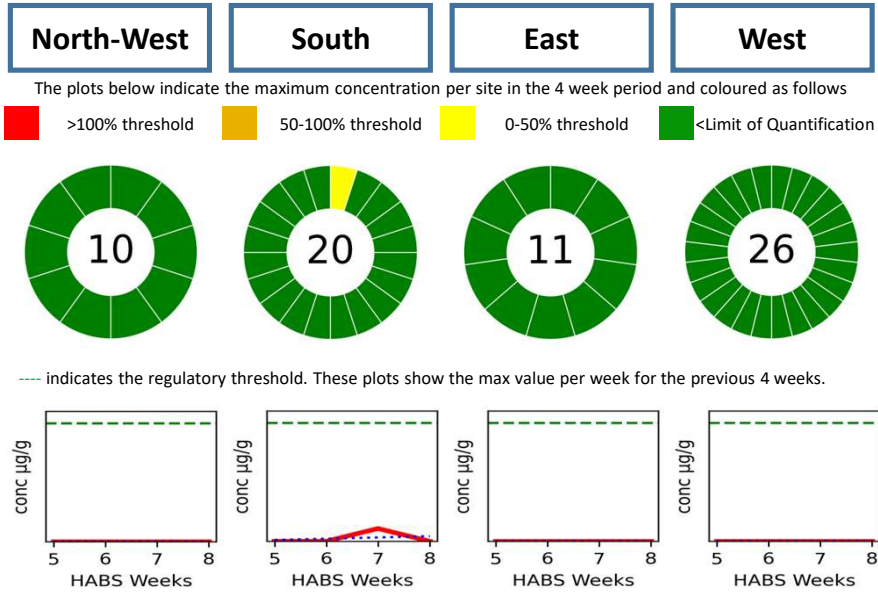 North-West South East West
The plots below indicate the maximum concentration per site in the 4 week period and coloured as follows
>100% threshold 50-100% threshold 0-50% threshold <Limit of Quantification
10 20 11 26
---- indicates the regulatory threshold. These plots show the max value per week for the previous 4 weeks.
conc µg/g conc µg/g conc µg/g conc µg/g
5 6 7 8 5 6 7 8 5 6 7 8 5 6 7 8
HABS Weeks HABS Weeks HABS Weeks HABS Weeks